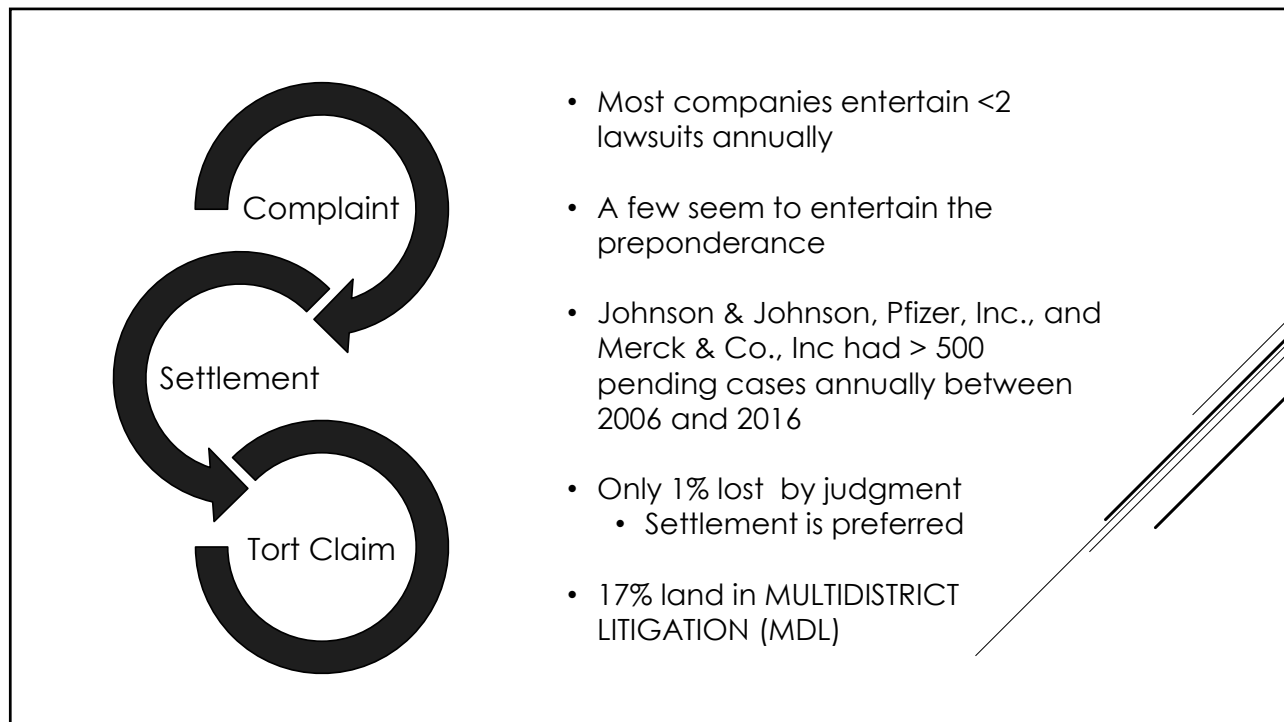 Complaint
Settlement
Tort Claim
• Most companies entertain <2
lawsuits annually
• A few seem to entertain the
preponderance
• Johnson & Johnson, Pfizer, Inc., and
Merck & Co., Inc had > 500
pending cases annually between
2006 and 2016
• Only 1% lost  by judgment
• Settlement is preferred
• 17% land in MULTIDISTRICT
LITIGATION (MDL)